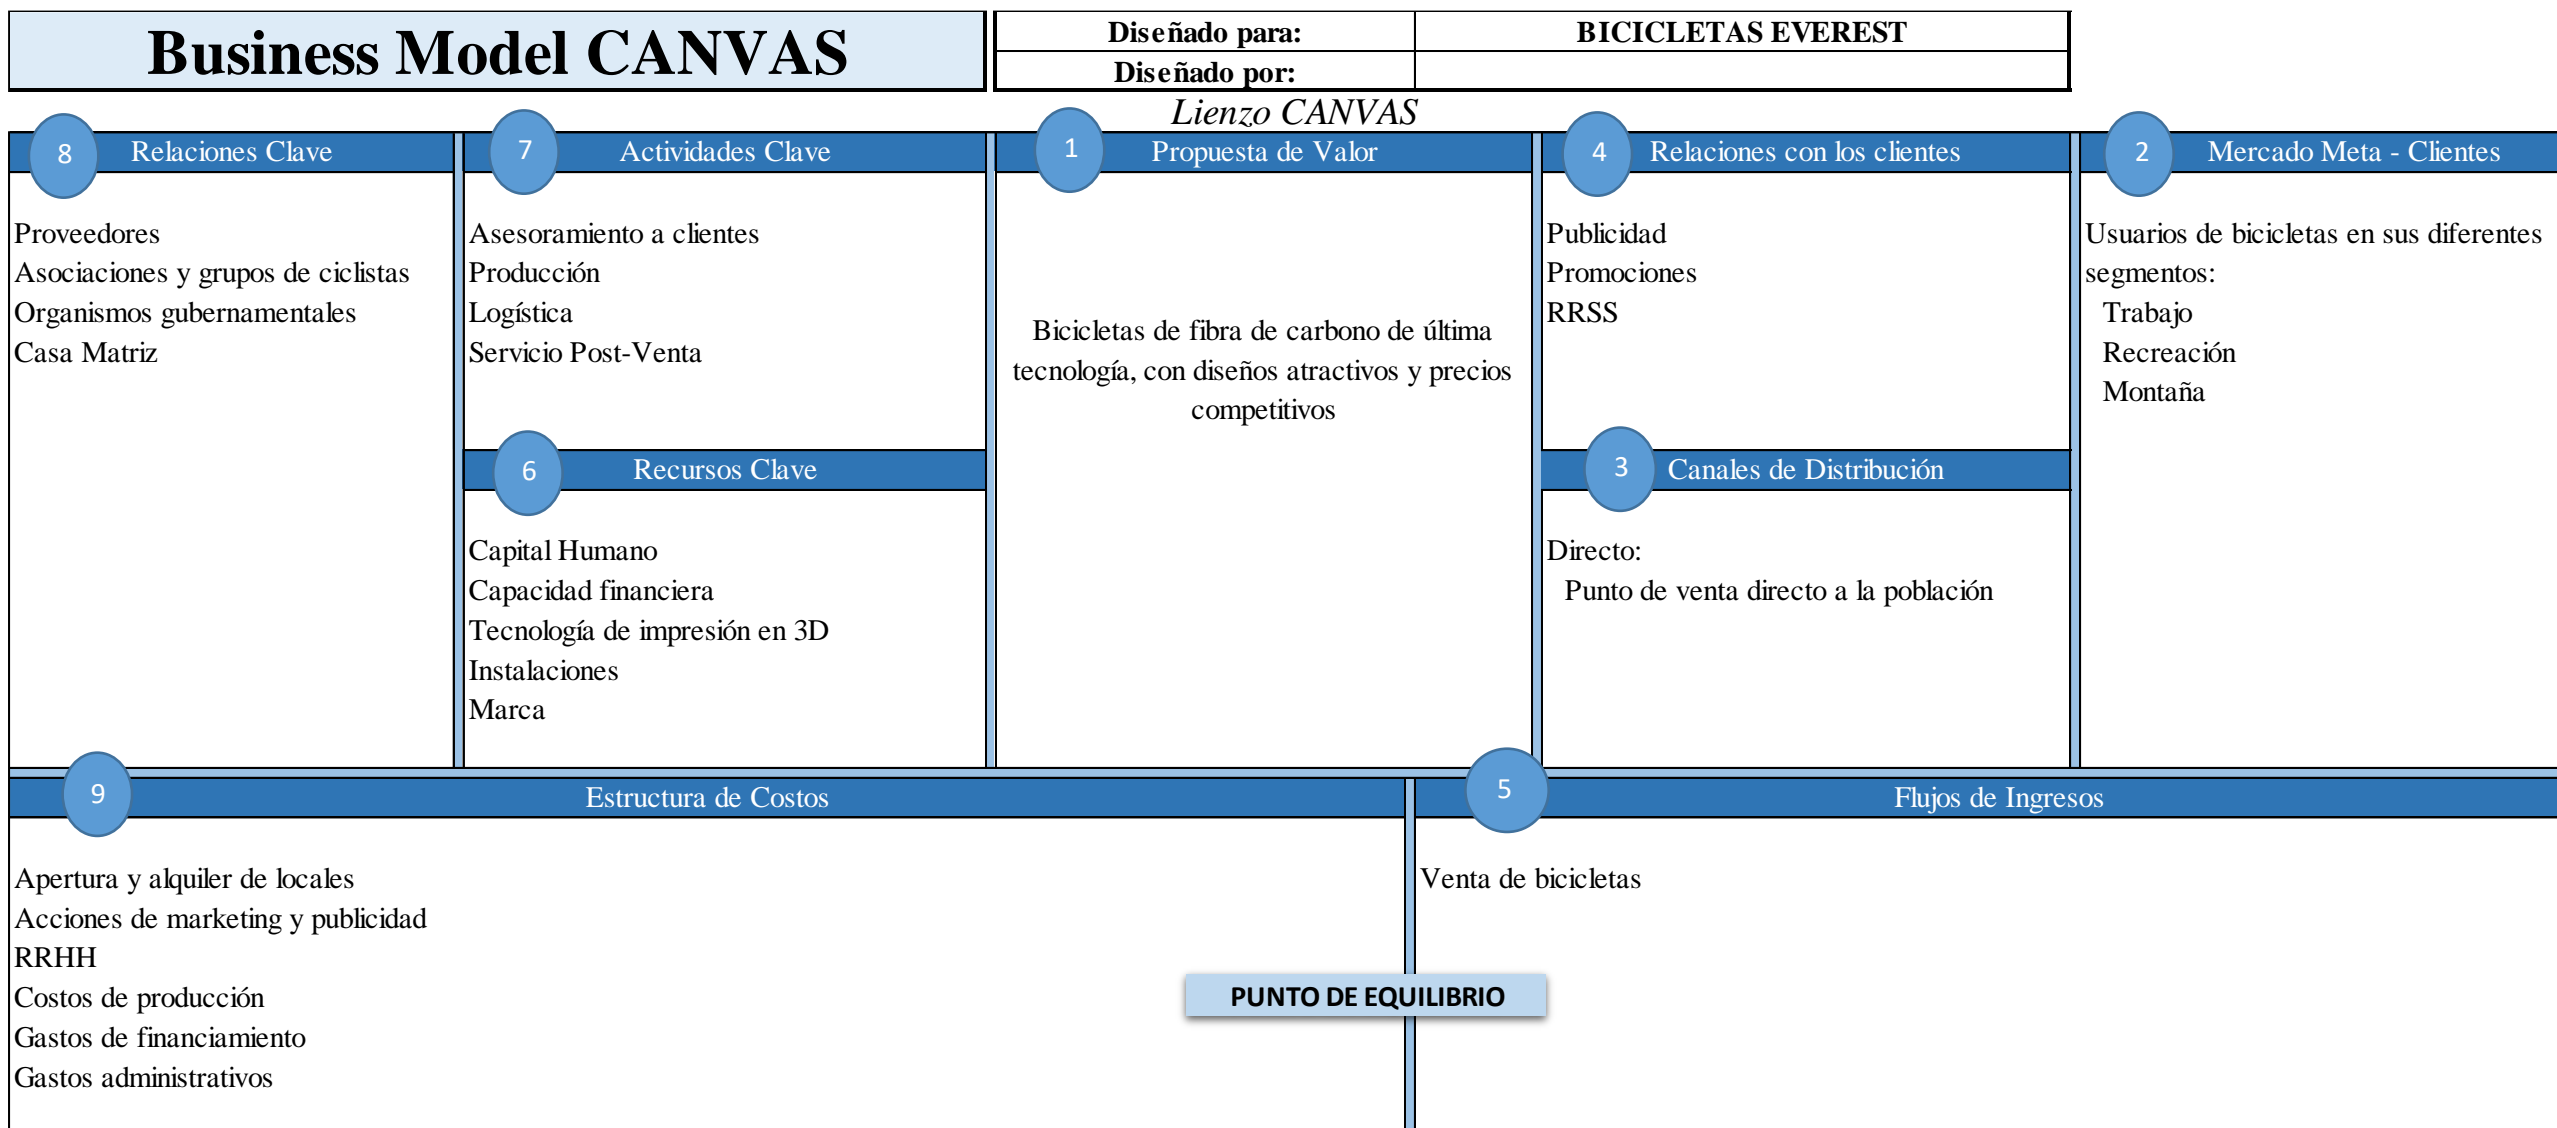 Business Model CANVAS
Diseñado para:
BICICLETAS EVEREST
Diseñado por:
Lienzo CANVAS
8
Relaciones Clave
Proveedores
Asociaciones y grupos de ciclistas
Organismos gubernamentales
Casa Matriz
7
Actividades Clave
Asesoramiento a clientes
Producción
Logística
Servicio Post-Venta
6
Recursos Clave
Capital Humano
Capacidad financiera
Tecnología de impresión en 3D
Instalaciones
Marca
1
Propuesta de Valor
Bicicletas de fibra de carbono de última
tecnología, con diseños atractivos y precios
competitivos
4
Relaciones con los clientes
Publicidad
Promociones
RRSS
3
Canales de Distribución
Directo:
Punto de venta directo a la población
2
Mercado Meta - Clientes
Usuarios de bicicletas en sus diferentes
segmentos:
Trabajo
Recreación
Montaña
9
Estructura de Costos
Apertura y alquiler de locales
Acciones de marketing y publicidad
RRHH
Costos de producción
Gastos de financiamiento
Gastos administrativos
5
Flujos de Ingresos
Venta de bicicletas
PUNTO DE EQUILIBRIO